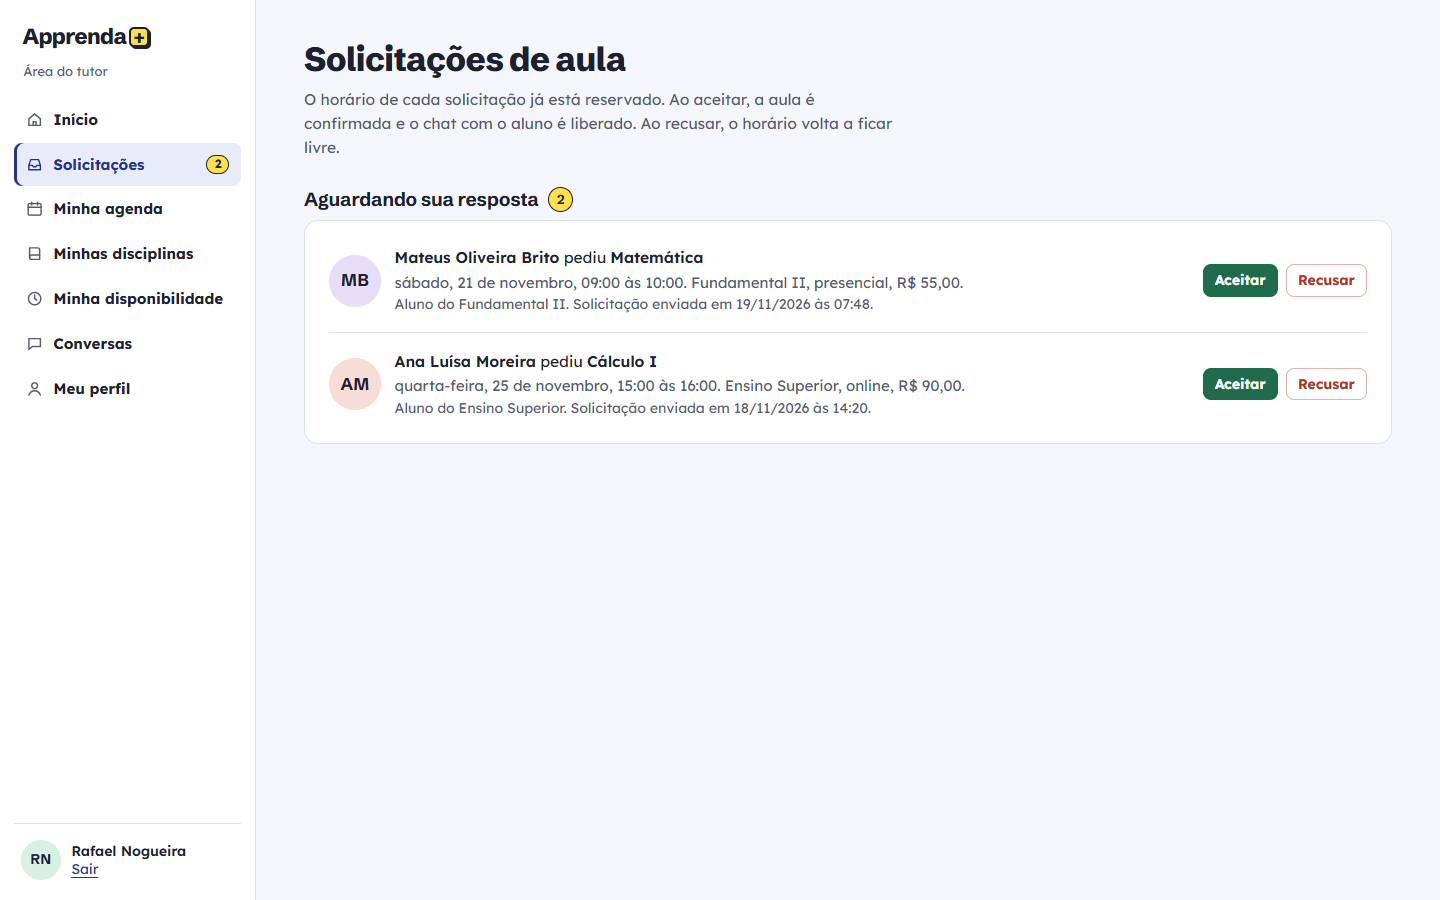 Apprenda+
Área do tutor
Início
Solicitações 2
Minha agenda
Minhas disciplinas
Minha disponibilidade
Conversas
Meu perfil
RN
Rafael Nogueira
Sair
Solicitações de aula
O horário de cada solicitação já está reservado. Ao aceitar, a aula é
confirmada e o chat com o aluno é liberado. Ao recusar, o horário volta a ficar
livre.
Aguardando sua resposta 2
MB
Mateus Oliveira Brito pediu Matemática
sábado, 21 de novembro, 09:00 às 10:00. Fundamental II, presencial, R$ 55,00.
Aluno do Fundamental II. Solicitação enviada em 19/11/2026 às 07:48.
Aceitar Recusar
AM
Ana Luísa Moreira pediu Cálculo I
quarta-feira, 25 de novembro, 15:00 às 16:00. Ensino Superior, online, R$ 90,00.
Aluno do Ensino Superior. Solicitação enviada em 18/11/2026 às 14:20.
Aceitar Recusar